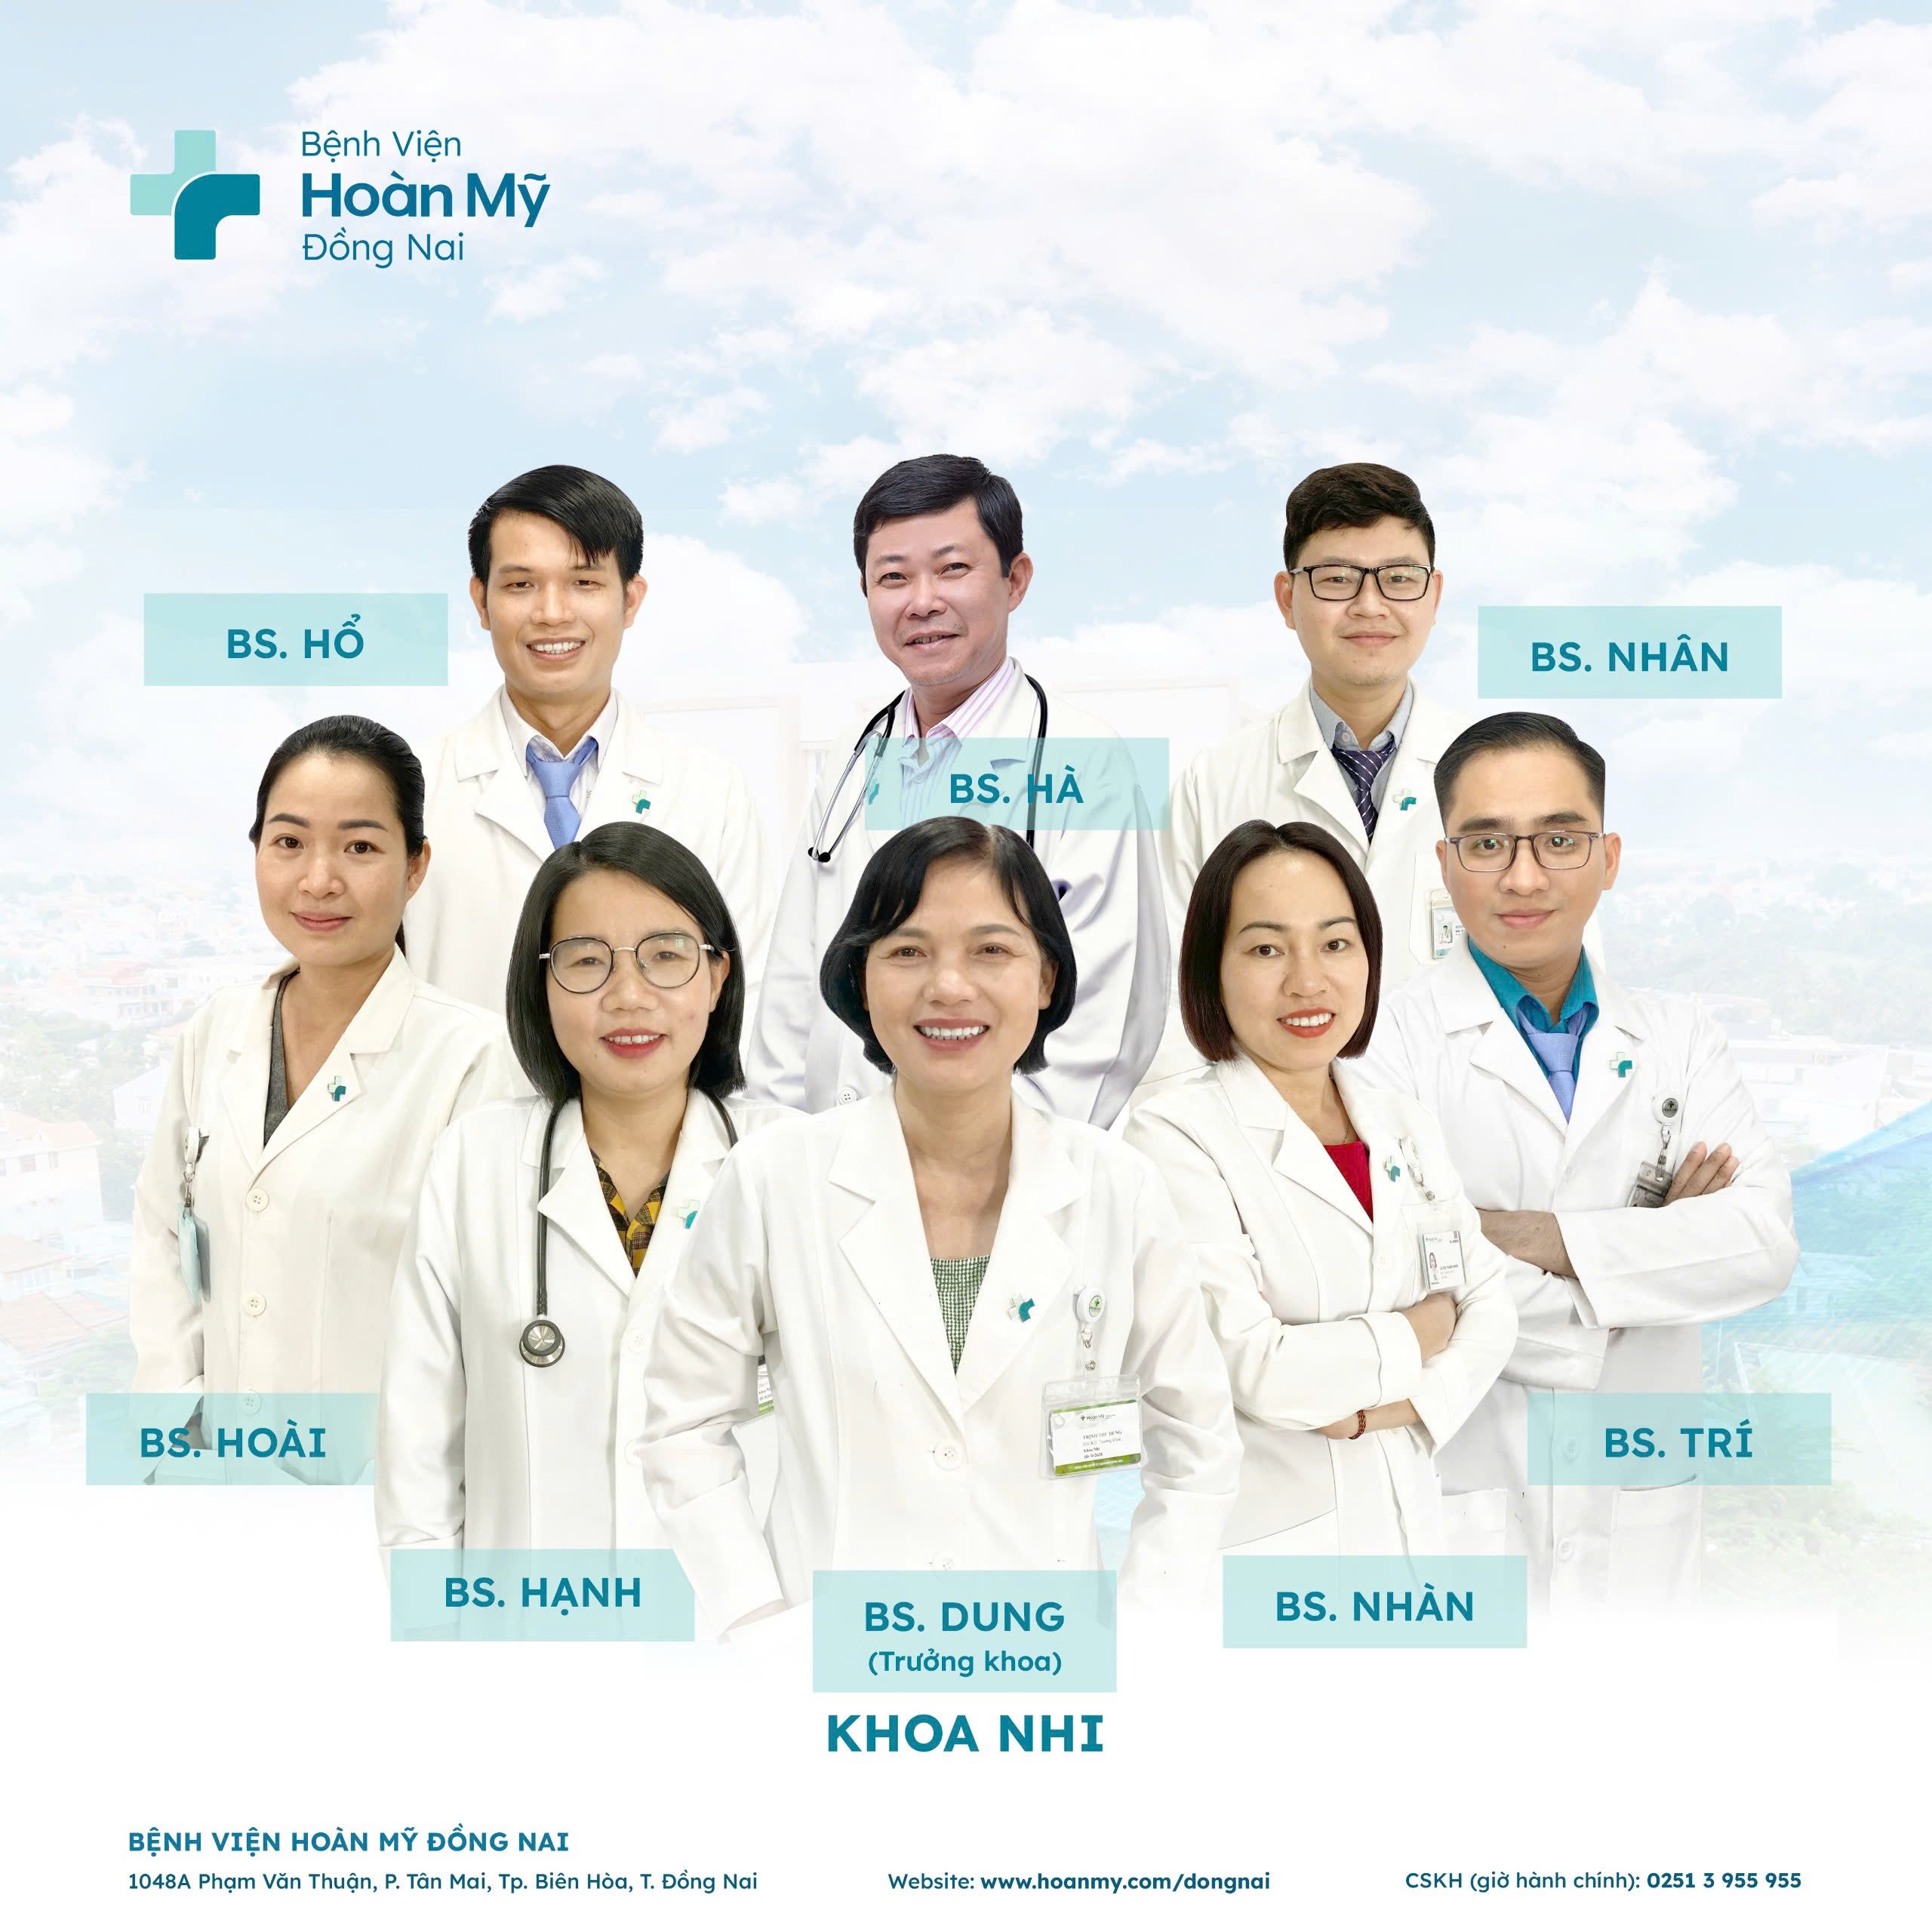 Bệnh Viện
Hoàn Mỹ
Đồng Nai
BS. HỔ
BS. NHÂN
BS. HÀ
BS. HOÀI
BS. TRÍ
BS. HẠNH
BS. DUNG
(Trưởng khoa)
BS. NHÀN
KHOA NHI
BỆNH VIỆN HOÀN MỸ ĐỒNG NAI
1048A Phạm Văn Thuận, P. Tân Mai, Tp. Biên Hòa, T. Đồng Nai
Website: www.hoanmy.com/dongnai
CSKH (giờ hành chính): 0251 3 955 955